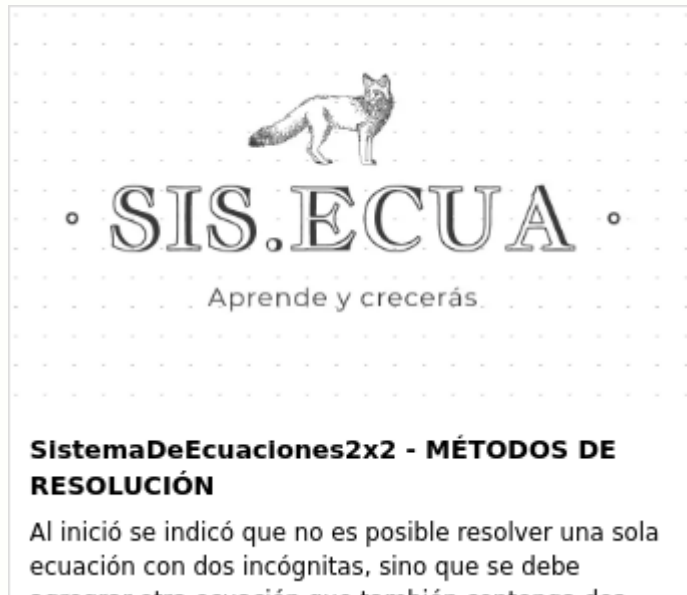 SIS.ECUA
Aprende y crecerás
SistemaDeEcuaciones2x2 - MÉTODOS DE
RESOLUCIÓN
Al inició se indicó que no es posible resolver una sola
ecuación con dos incógnitas, sino que se debe